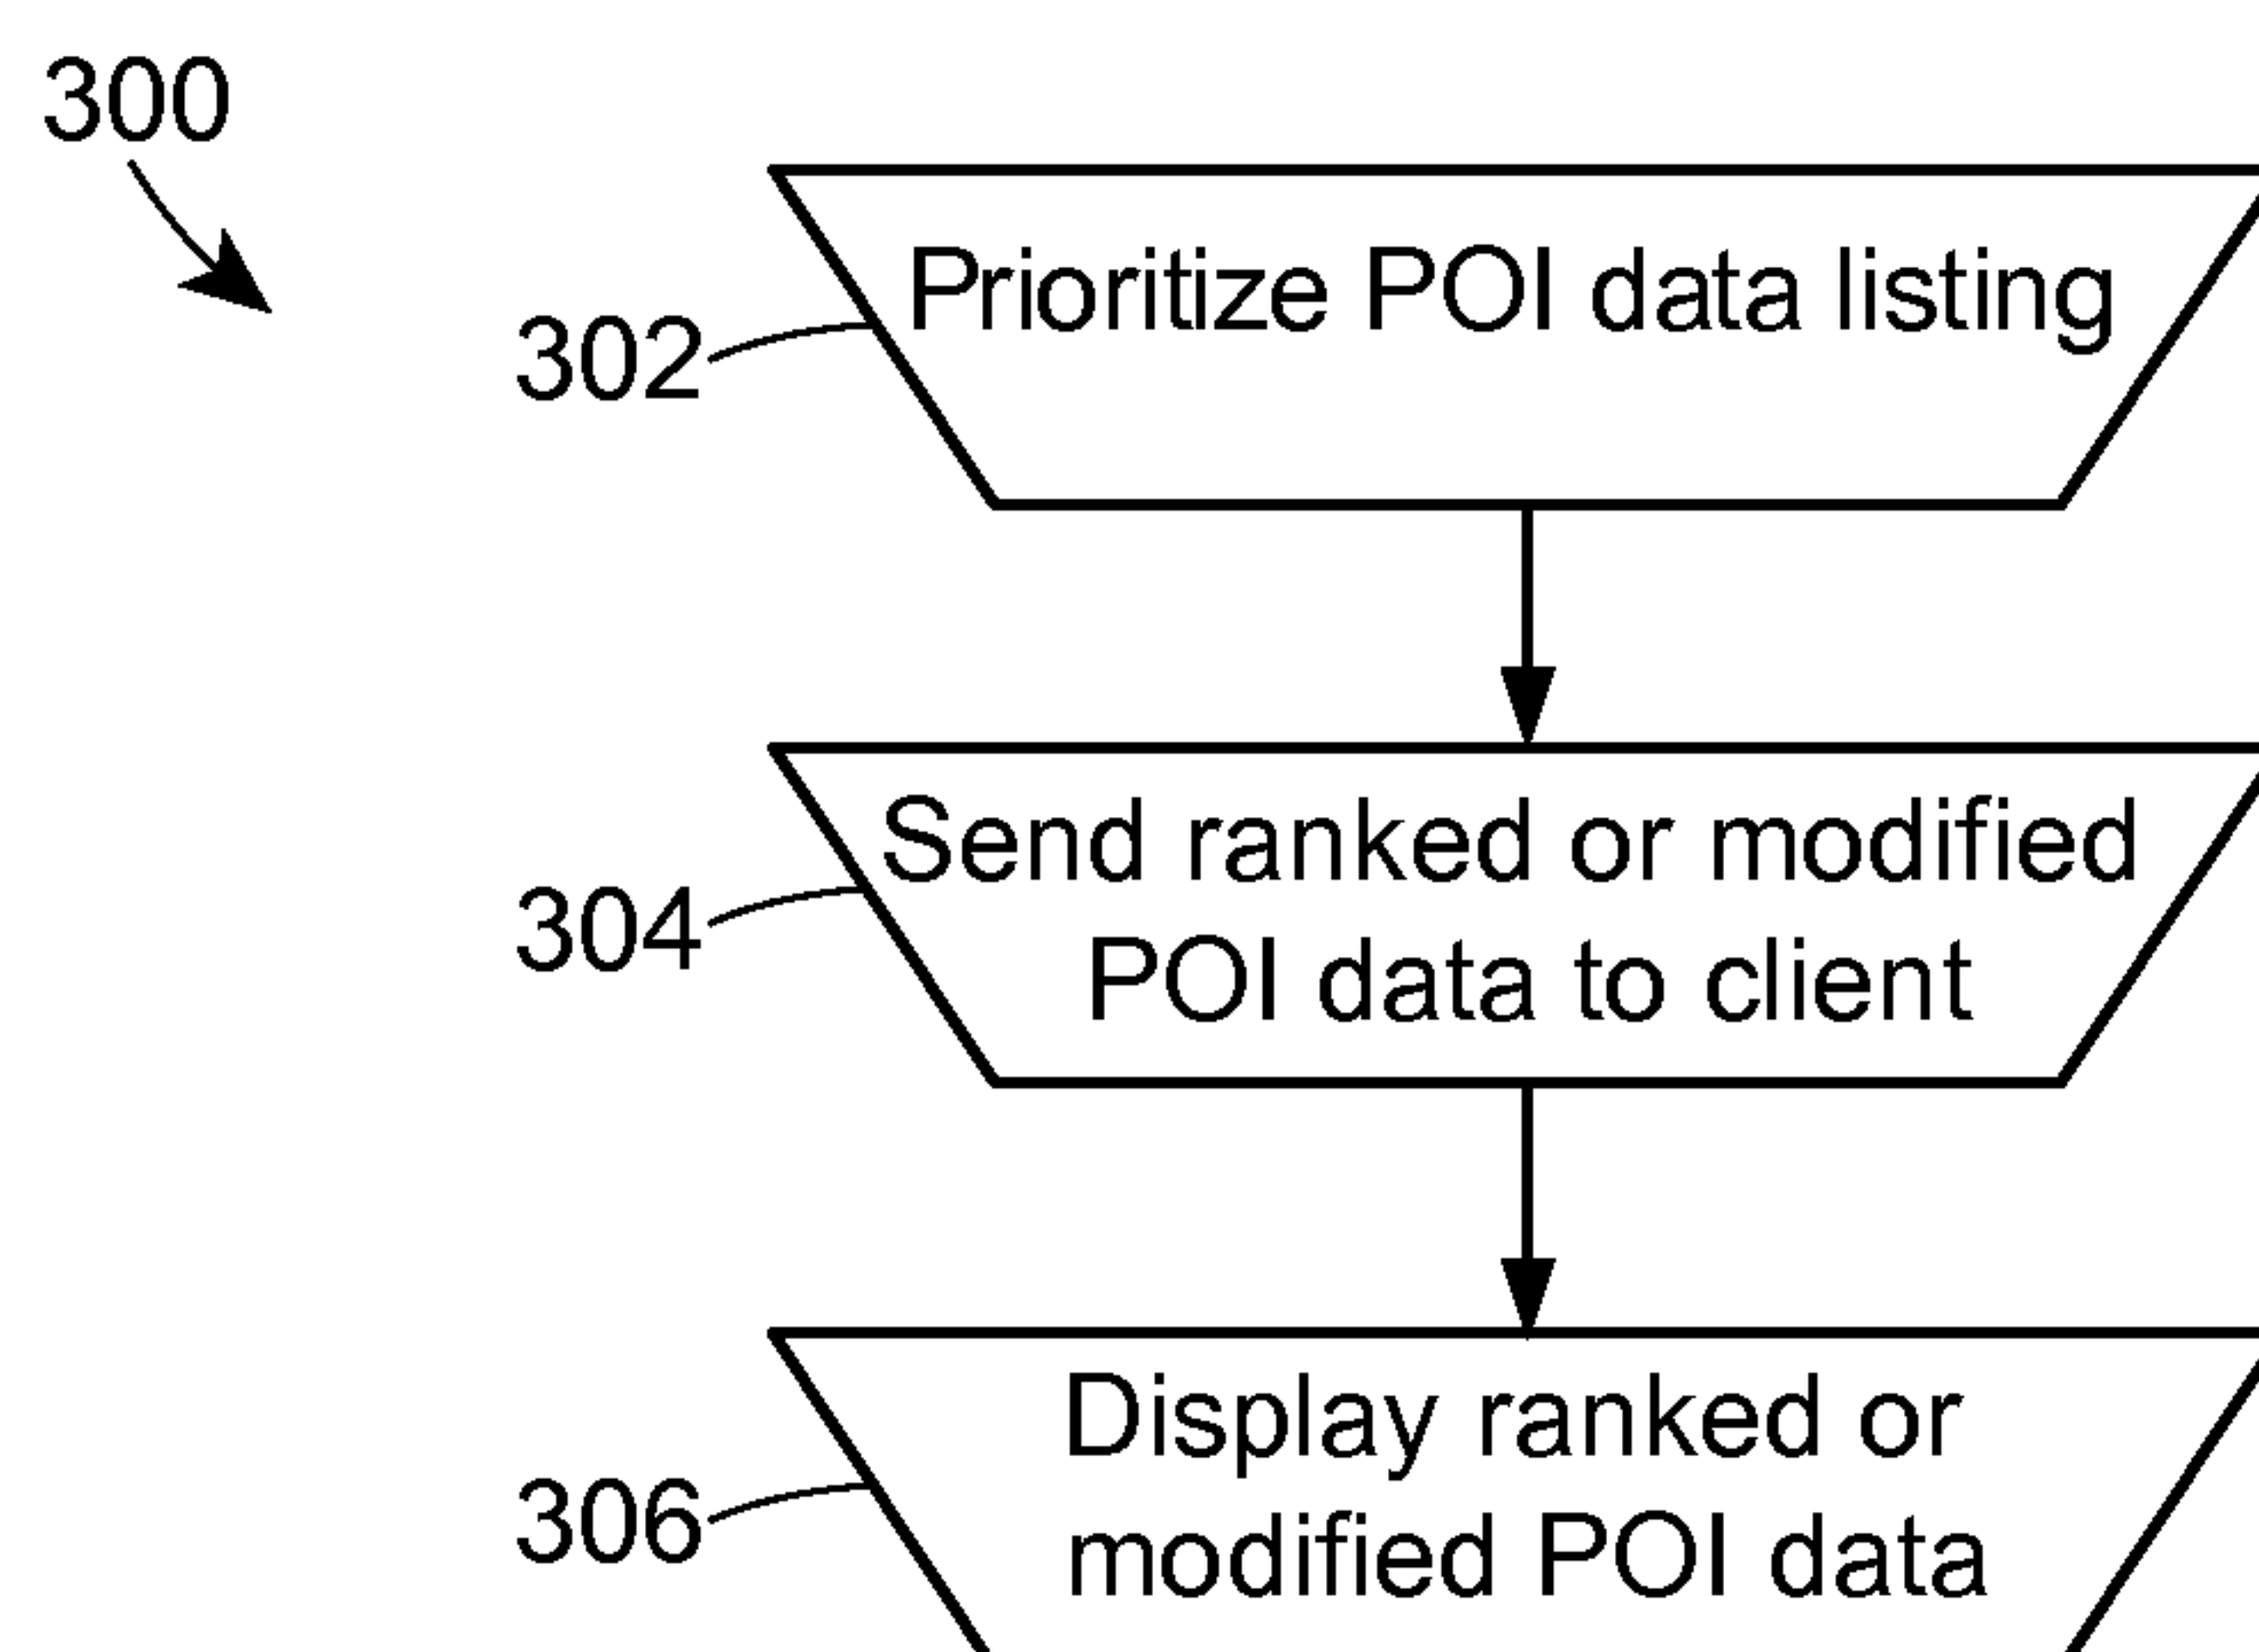 300
302
Prioritize POI data listing
304
Send ranked or modified
POI data to client
306
Display ranked or
modified POI data